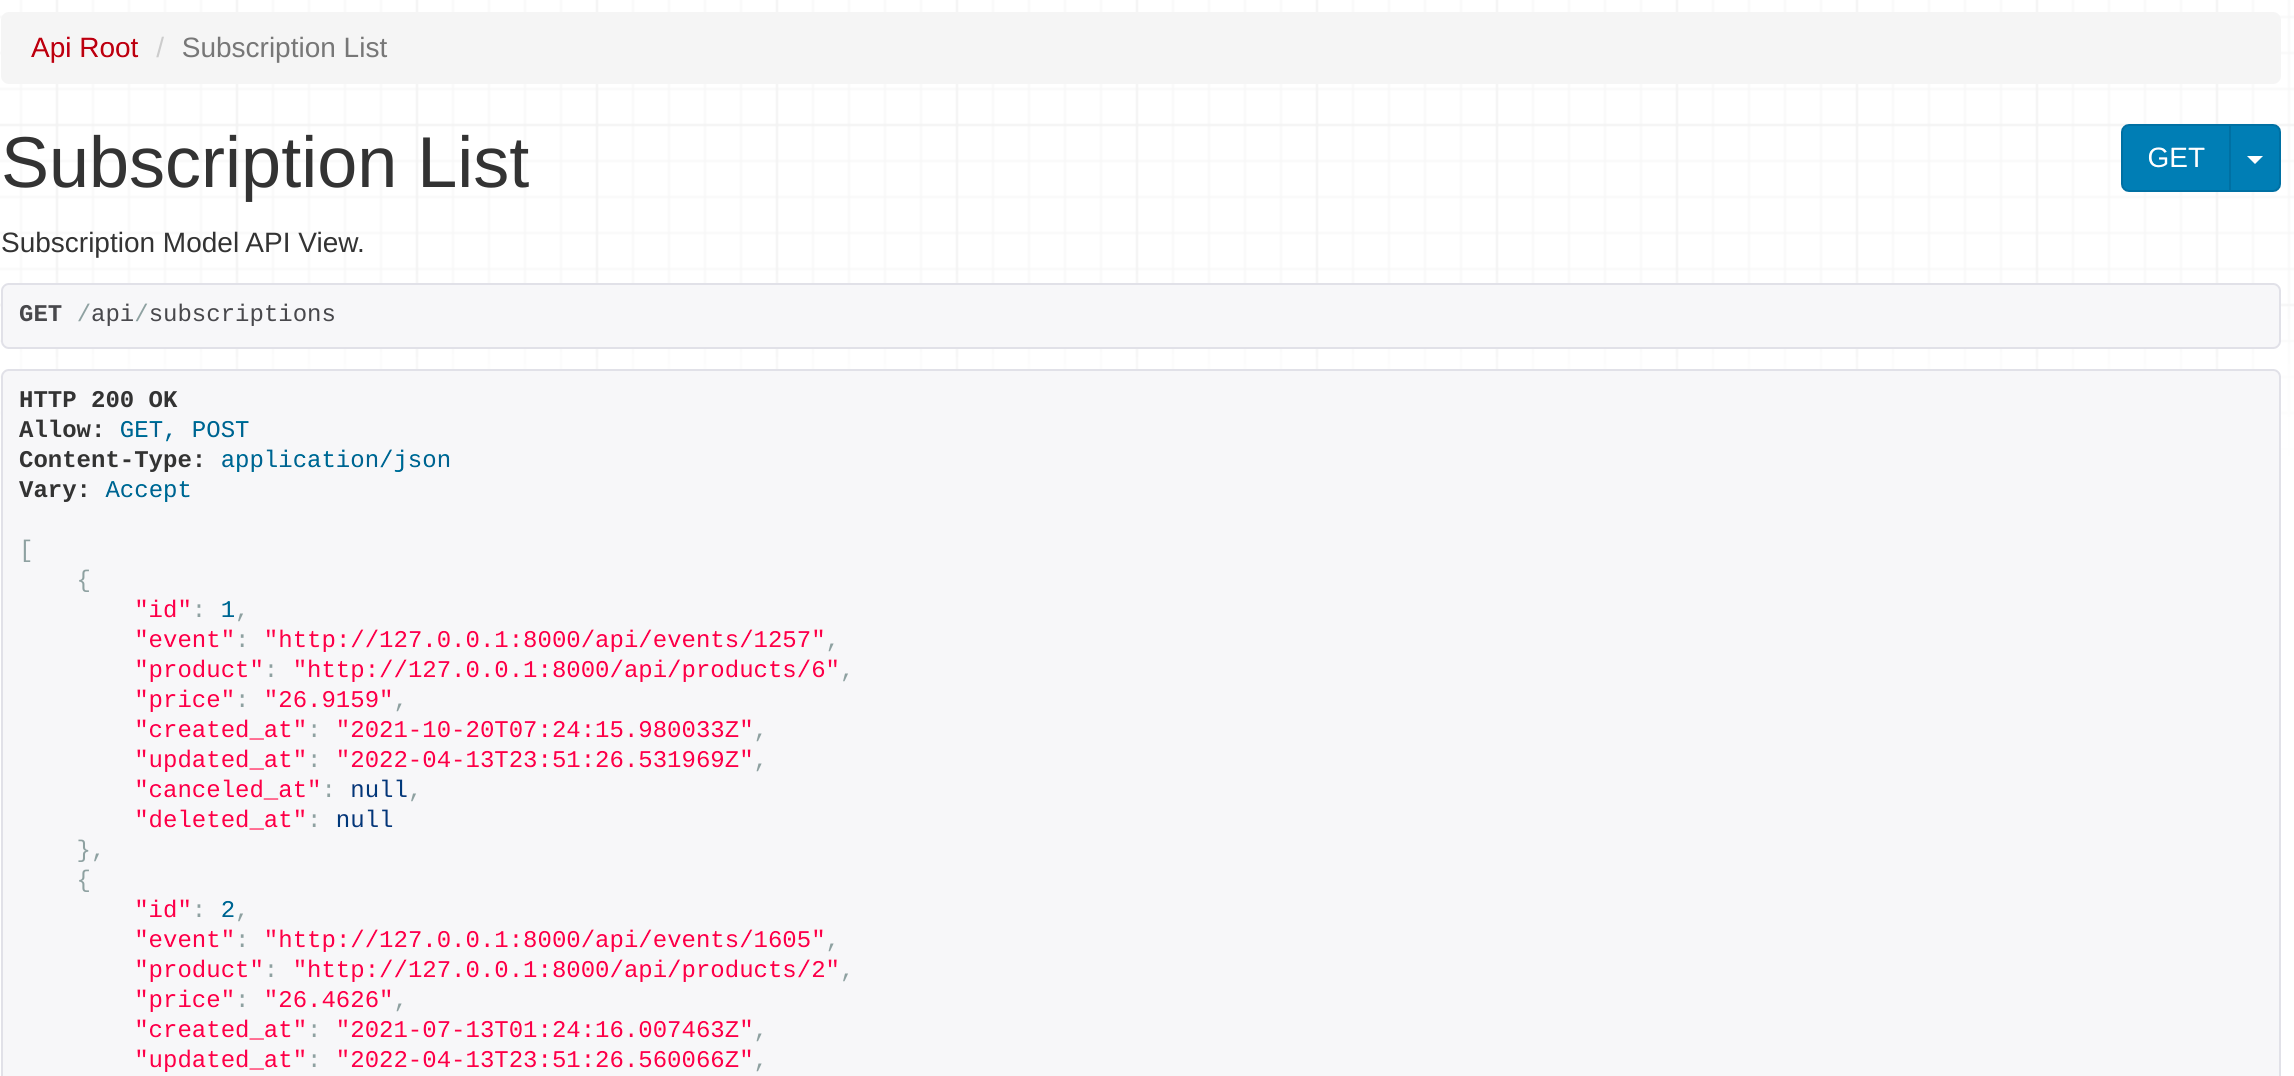 Api Root / Subscription List
Subscription List
GET
Subscription Model API View.
GET /api/subscriptions
HTTP 200 OK
Allow: GET, POST
Content-Type: application/json
Vary: Accept
[
    {
        "id": 1,
        "event": "http://127.0.0.1:8000/api/events/1257",
        "product": "http://127.0.0.1:8000/api/products/6",
        "price": "26.9159",
        "created_at": "2021-10-20T07:24:15.980033Z",
        "updated_at": "2022-04-13T23:51:26.531969Z",
        "canceled_at": null,
        "deleted_at": null
    },
    {
        "id": 2,
        "event": "http://127.0.0.1:8000/api/events/1605",
        "product": "http://127.0.0.1:8000/api/products/2",
        "price": "26.4626",
        "created_at": "2021-07-13T01:24:16.007463Z",
        "updated_at": "2022-04-13T23:51:26.560066Z",